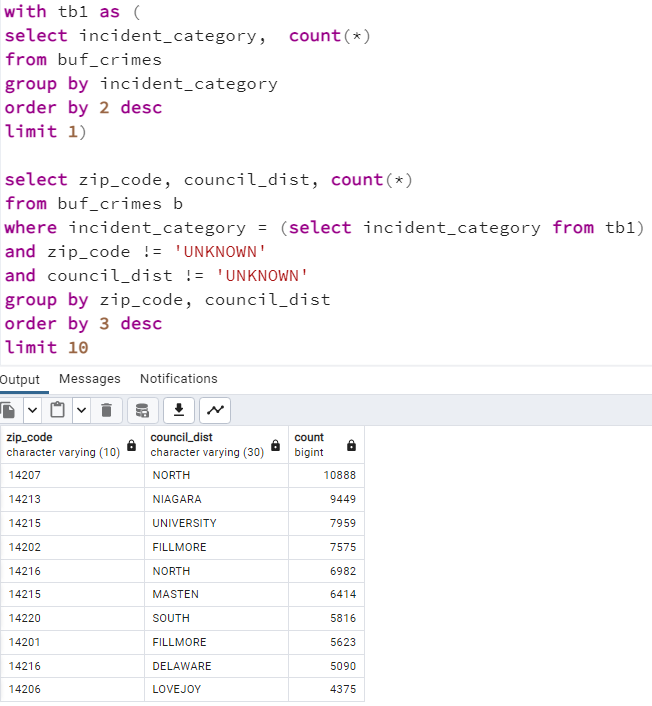 with tb1 as (
select incident_category,  count(*)
from buf_crimes
group by incident_category
order by 2 desc
limit 1)
select zip_code, council_dist, count(*)
from buf_crimes b
where incident_category = (select incident_category from tb1)
and zip_code != 'UNKNOWN'
and council_dist != 'UNKNOWN'
group by zip_code, council_dist
order by 3 desc
limit 10
Output Messages Notifications
zip_code council_dist count
character varying (10) character varying (30) bigint
14207 NORTH 10888
14213 NIAGARA 9449
14215 UNIVERSITY 7959
14202 FILLMORE 7575
14216 NORTH 6982
14215 MASTEN 6414
14220 SOUTH 5816
14201 FILLMORE 5623
14216 DELAWARE 5090
14206 LOVEJOY 4375